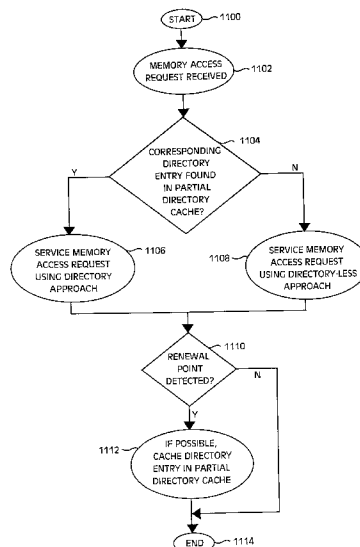 START
1100
MEMORY ACCESS
REQUEST RECEIVED
1102
1104
CORRESPONDING
DIRECTORY
ENTRY FOUND
IN PARTIAL
DIRECTORY
CACHE?
Y
N
SERVICE MEMORY
ACCESS REQUEST
USING DIRECTORY
APPROACH
1106
SERVICE MEMORY
ACCESS REQUEST
USING DIRECTORY-LESS
APPROACH
1108
1110
RENEWAL
POINT
DETECTED?
N
Y
1112
IF POSSIBLE,
CACHE DIRECTORY
ENTRY IN PARTIAL
DIRECTORY CACHE
END
1114